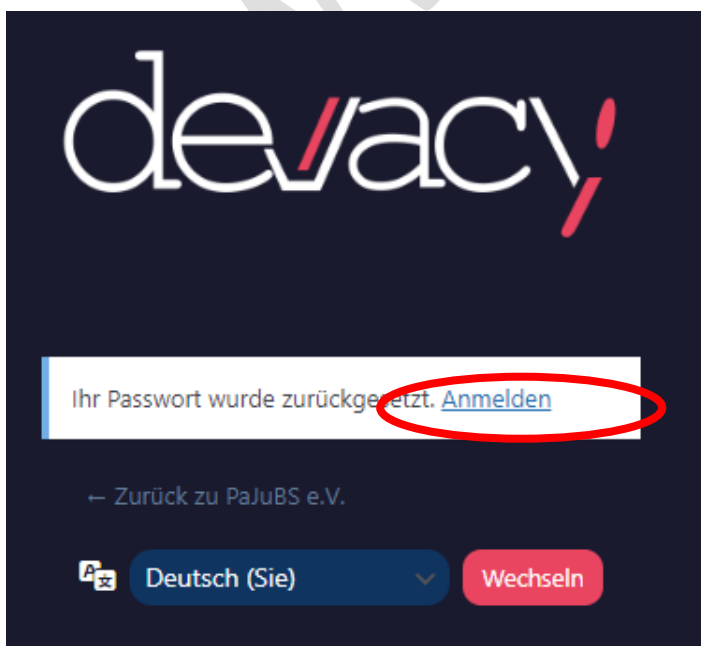 devacy
Ihr Passwort wurde zurückgesetzt. Anmelden
← Zurück zu PaJuBS e.V.
Deutsch (Sie)
Wechseln